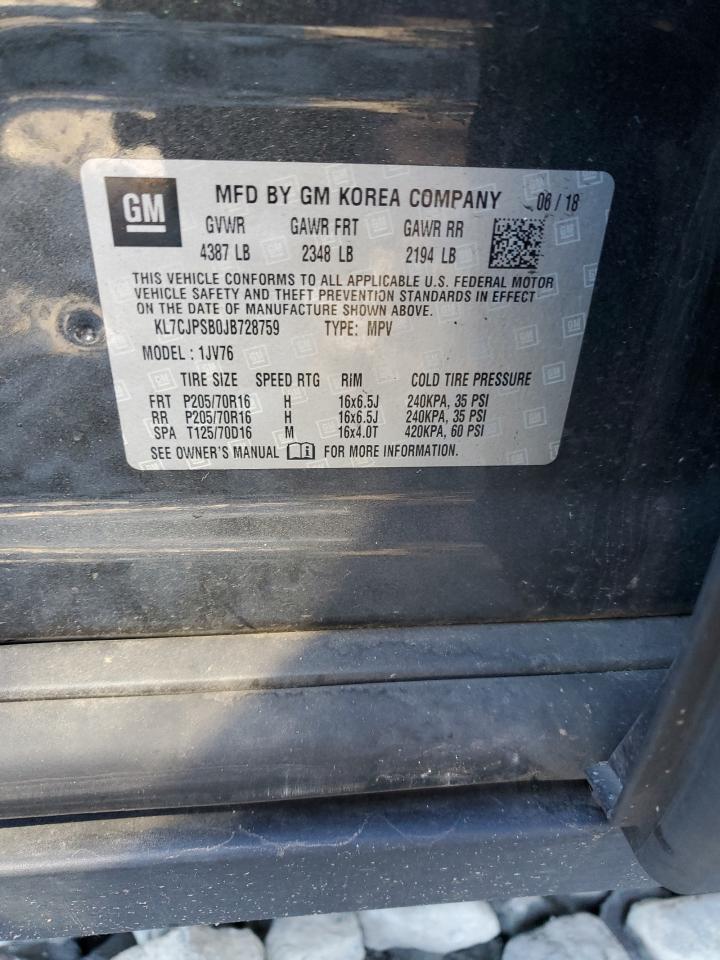 GM MFD BY GM KOREA COMPANY 06 / 18
GVWR GAWR FRT GAWR RR
4387 LB 2348 LB 2194 LB
THIS VEHICLE CONFORMS TO ALL APPLICABLE U.S. FEDERAL MOTOR
VEHICLE SAFETY AND THEFT PREVENTION STANDARDS IN EFFECT
ON THE DATE OF MANUFACTURE SHOWN ABOVE.
KL7CJPSB0JB728759 TYPE: MPV
MODEL : 1JV76
TIRE SIZE SPEED RTG RIM COLD TIRE PRESSURE
FRT P205/70R16 H 16x6.5J 240KPA, 35 PSI
RR P205/70R16 H 16x6.5J 240KPA, 35 PSI
SPA T125/70D16 M 16x4.0T 420KPA, 60 PSI
SEE OWNER'S MANUAL i FOR MORE INFORMATION.